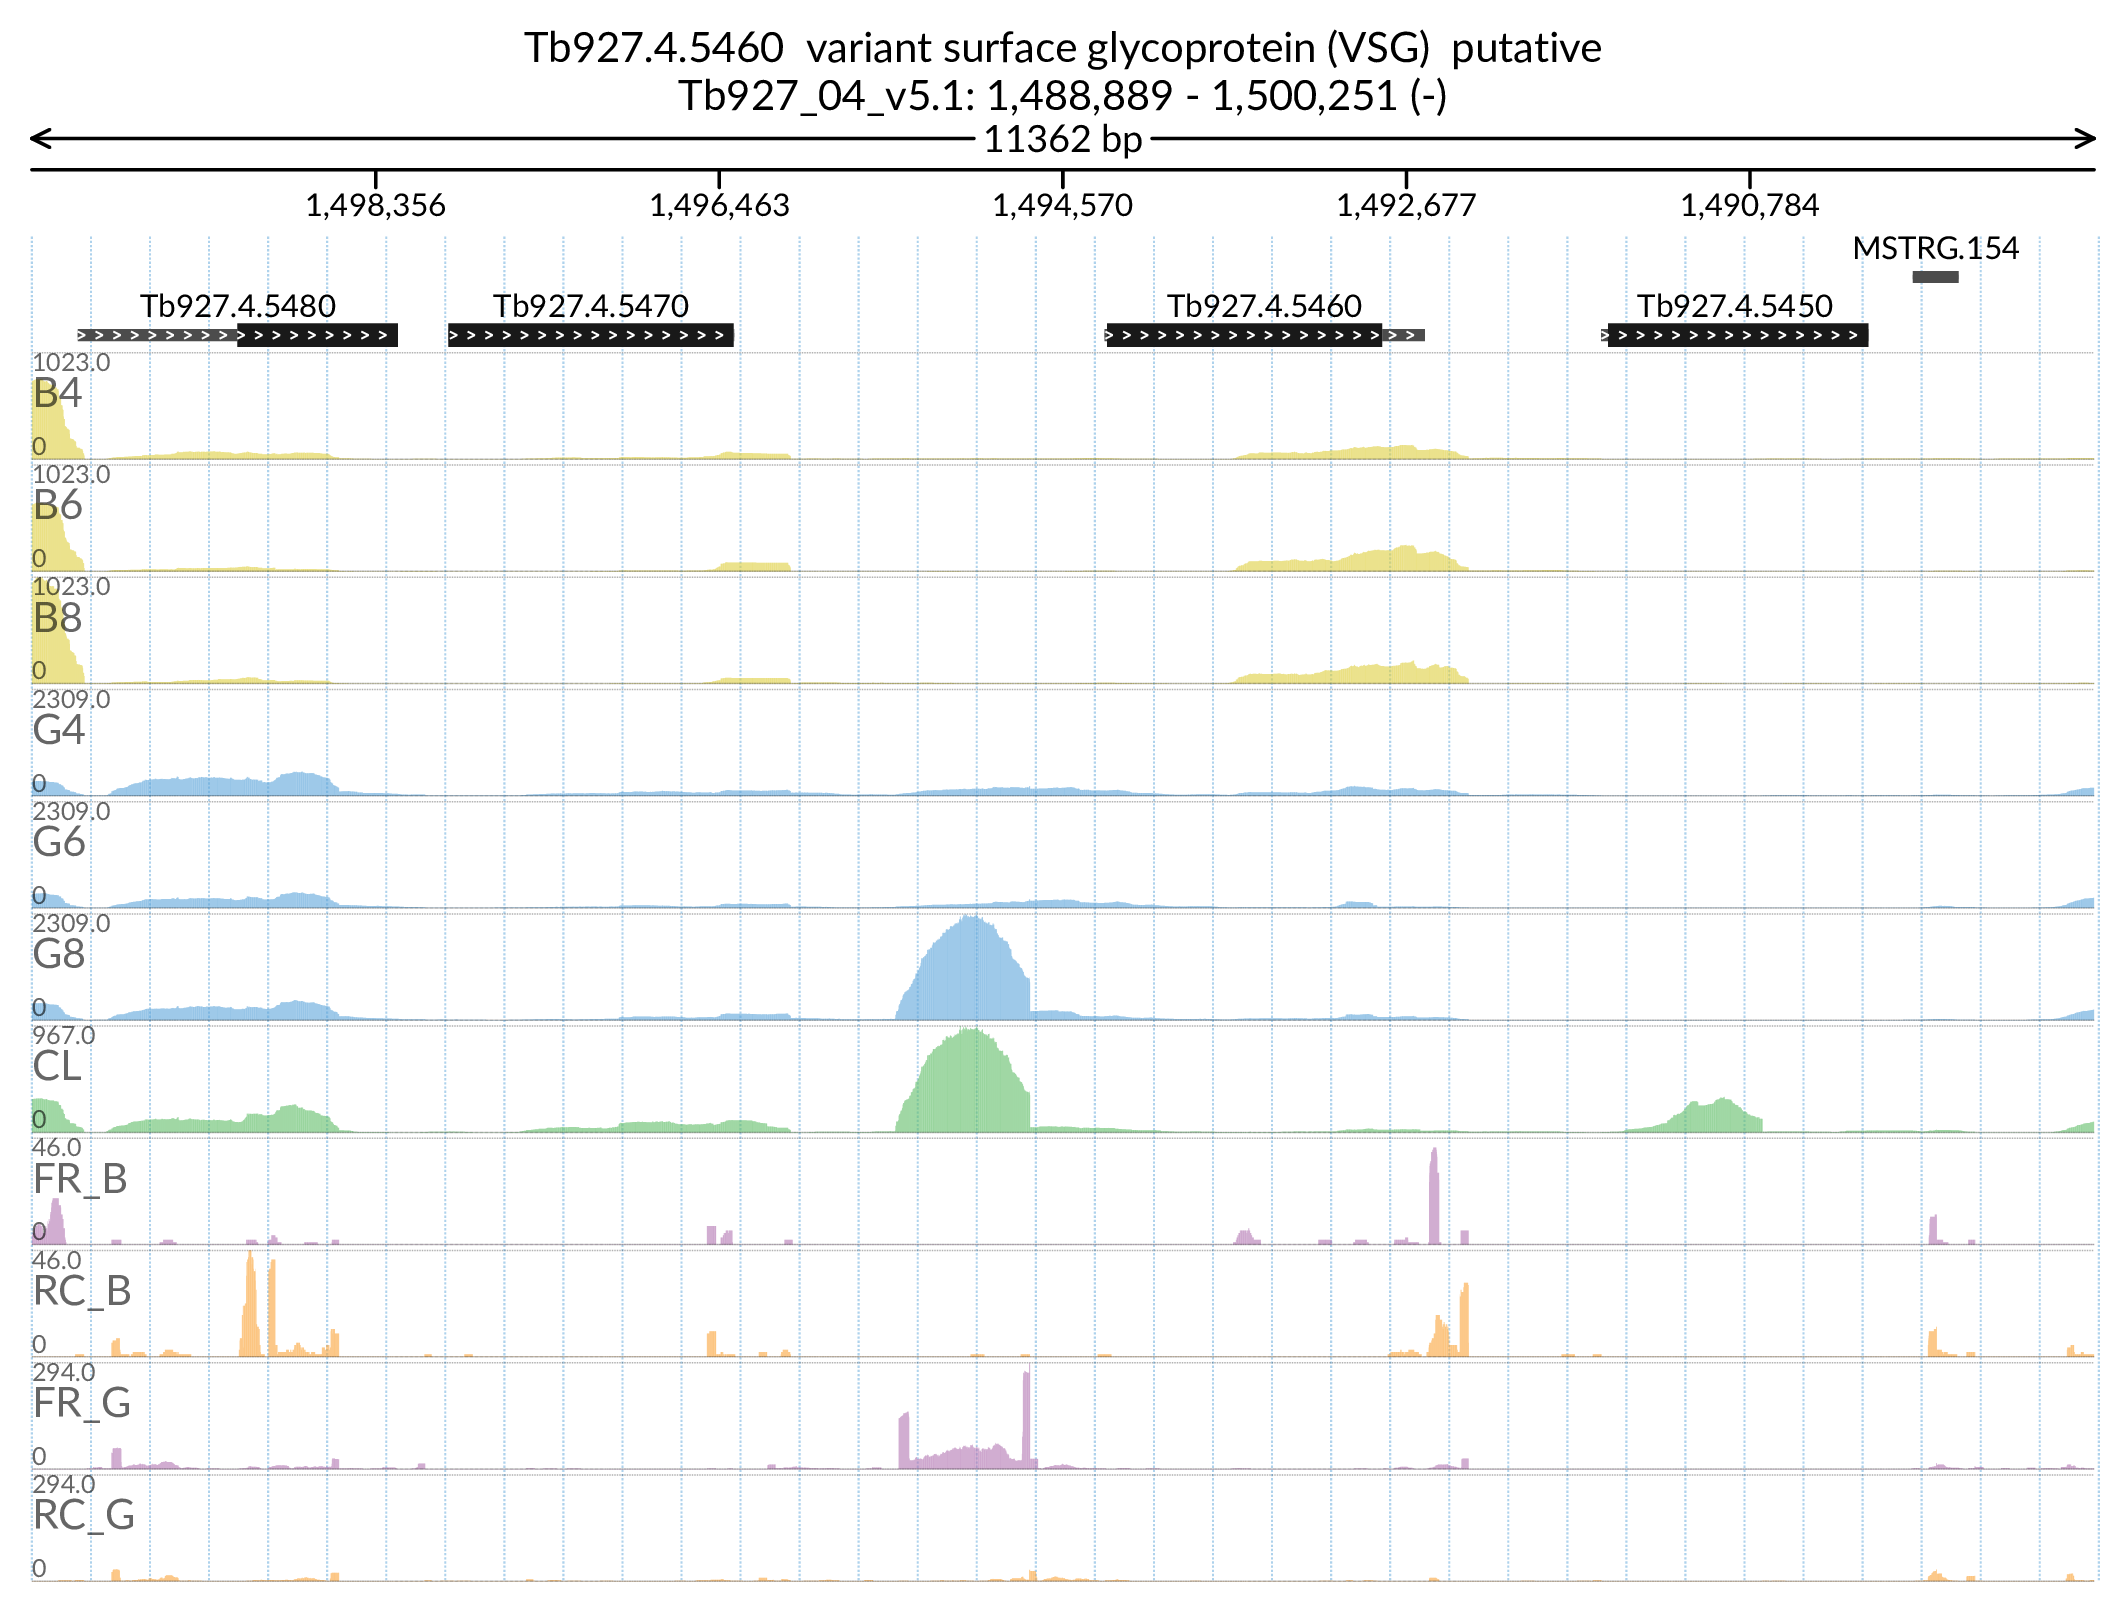 Tb927.4.5460 variant surface glycoprotein (VSG) putative
Tb927_04_v5.1: 1,488,889 - 1,500,251 (-)
11362 bp
1,498,356 1,496,463 1,494,570 1,492,677 1,490,784
MSTRG.154
Tb927.4.5480 Tb927.4.5470 Tb927.4.5460 Tb927.4.5450
1023.0
B4
0
1023.0
B6
0
1023.0
B8
0
2309.0
G4
0
2309.0
G6
0
2309.0
G8
0
967.0
CL
0
46.0
FR_B
0
46.0
RC_B
0
294.0
FR_G
0
294.0
RC_G
0